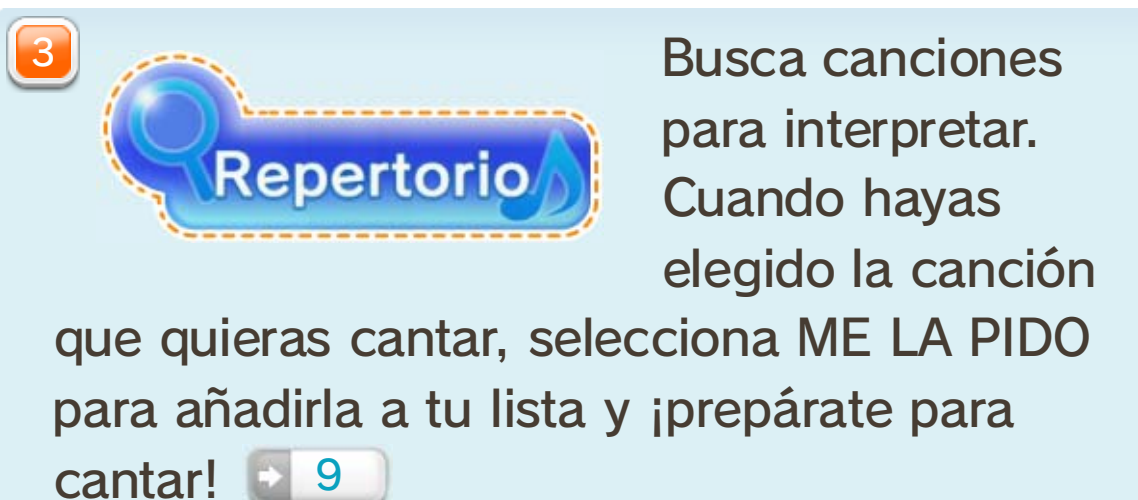 3
Repertorio
Busca canciones
para interpretar.
Cuando hayas
elegido la canción
que quieras cantar, selecciona ME LA PIDO
para añadirla a tu lista y ¡prepárate para
cantar! 9